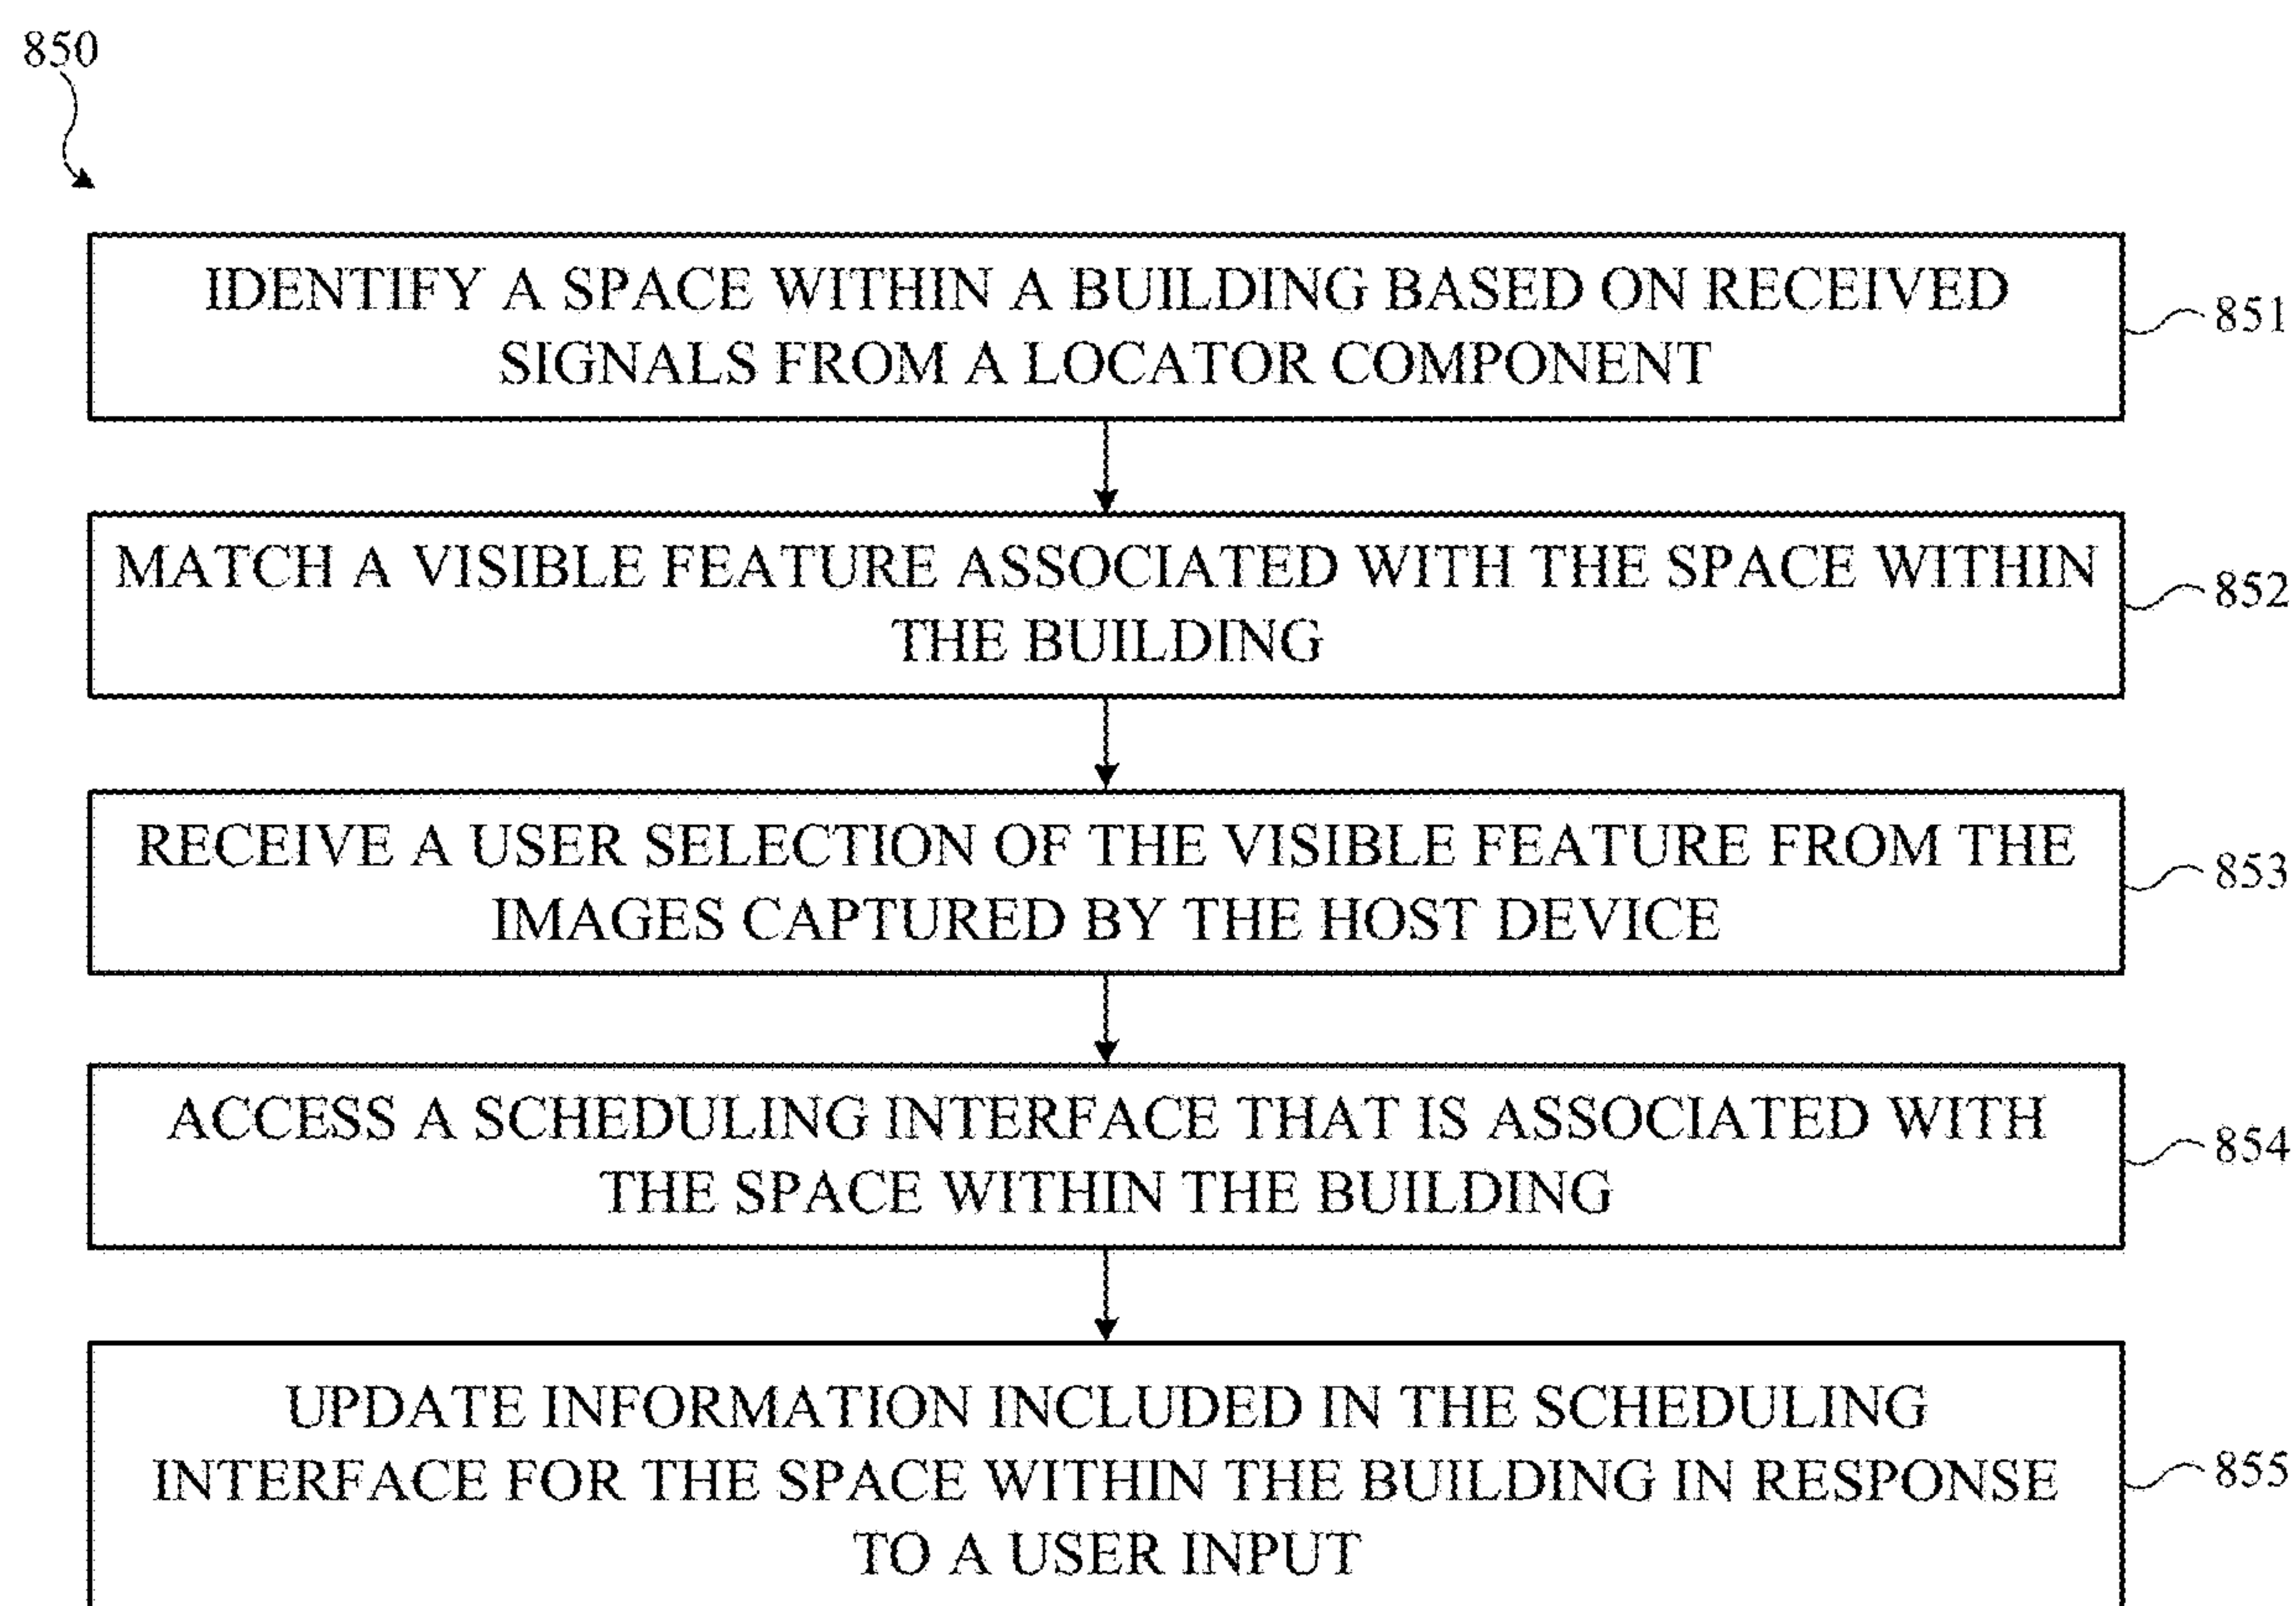 850
IDENTIFY A SPACE WITHIN A BUILDING BASED ON RECEIVED
SIGNALS FROM A LOCATOR COMPONENT
851
MATCH A VISIBLE FEATURE ASSOCIATED WITH THE SPACE WITHIN
THE BUILDING
852
RECEIVE A USER SELECTION OF THE VISIBLE FEATURE FROM THE
IMAGES CAPTURED BY THE HOST DEVICE
853
ACCESS A SCHEDULING INTERFACE THAT IS ASSOCIATED WITH
THE SPACE WITHIN THE BUILDING
854
UPDATE INFORMATION INCLUDED IN THE SCHEDULING
INTERFACE FOR THE SPACE WITHIN THE BUILDING IN RESPONSE
TO A USER INPUT
855